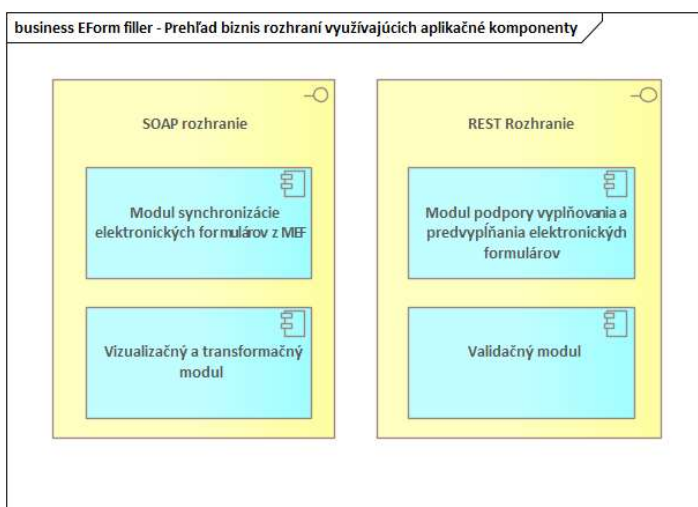 business EForm filler - Prehľad biznis rozhraní využívajúcich aplikačné komponenty
SOAP rozhranie
Modul synchronizácie
elektronických formulárov z MEF
Vizualizačný a transformačný
modul
REST Rozhranie
Modul podpory vyplňovania a
predvypĺňania elektronických
formulárov
Validačný modul